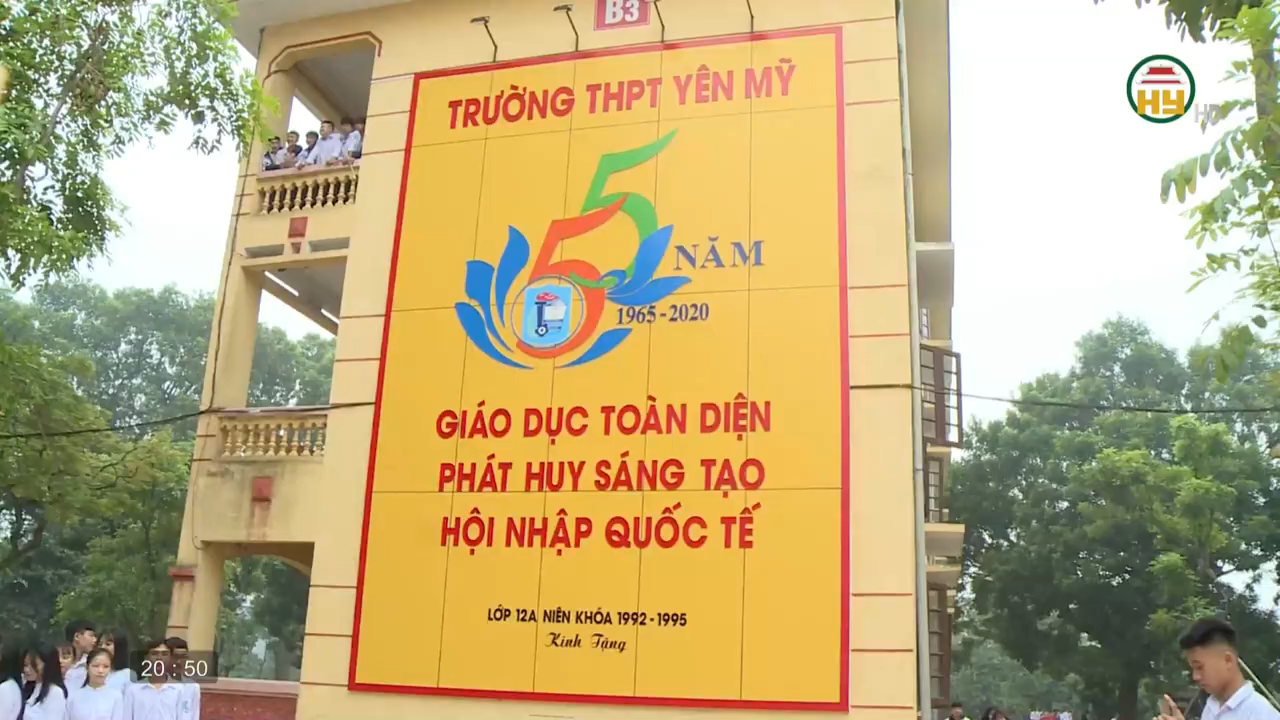 B3
TRƯỜNG THPT YÊN MỸ
55
NĂM
1965-2020
GIÁO DỤC TOÀN DIỆN
PHÁT HUY SÁNG TẠO
HỘI NHẬP QUỐC TẾ
LỚP 12A NIÊN KHÓA 1992-1995
Kính Tặng
HY HD
20 : 50